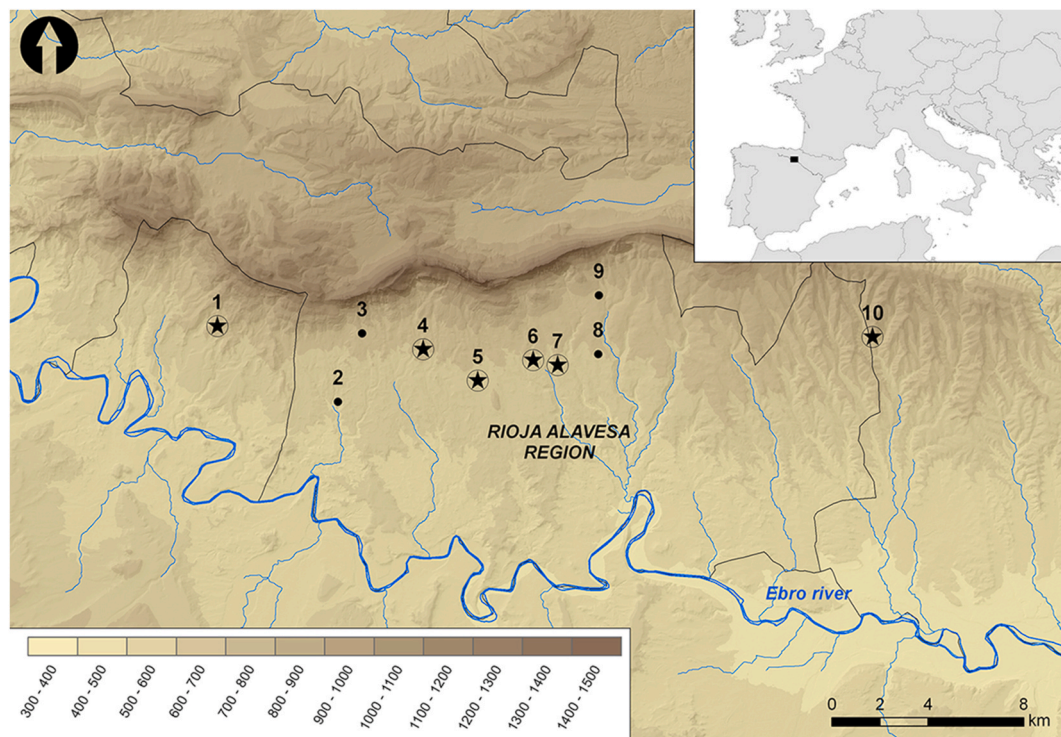 9
1
3
4
6
7
8
10
5
2
RIOJA ALAVESA
REGION
Ebro river
300 - 400
400 - 500
500 - 600
600 - 700
700 - 800
800 - 900
900 - 1000
1000 - 1100
1100 - 1200
1200 - 1300
1300 - 1400
1400 - 1500
0 2 4 8
km